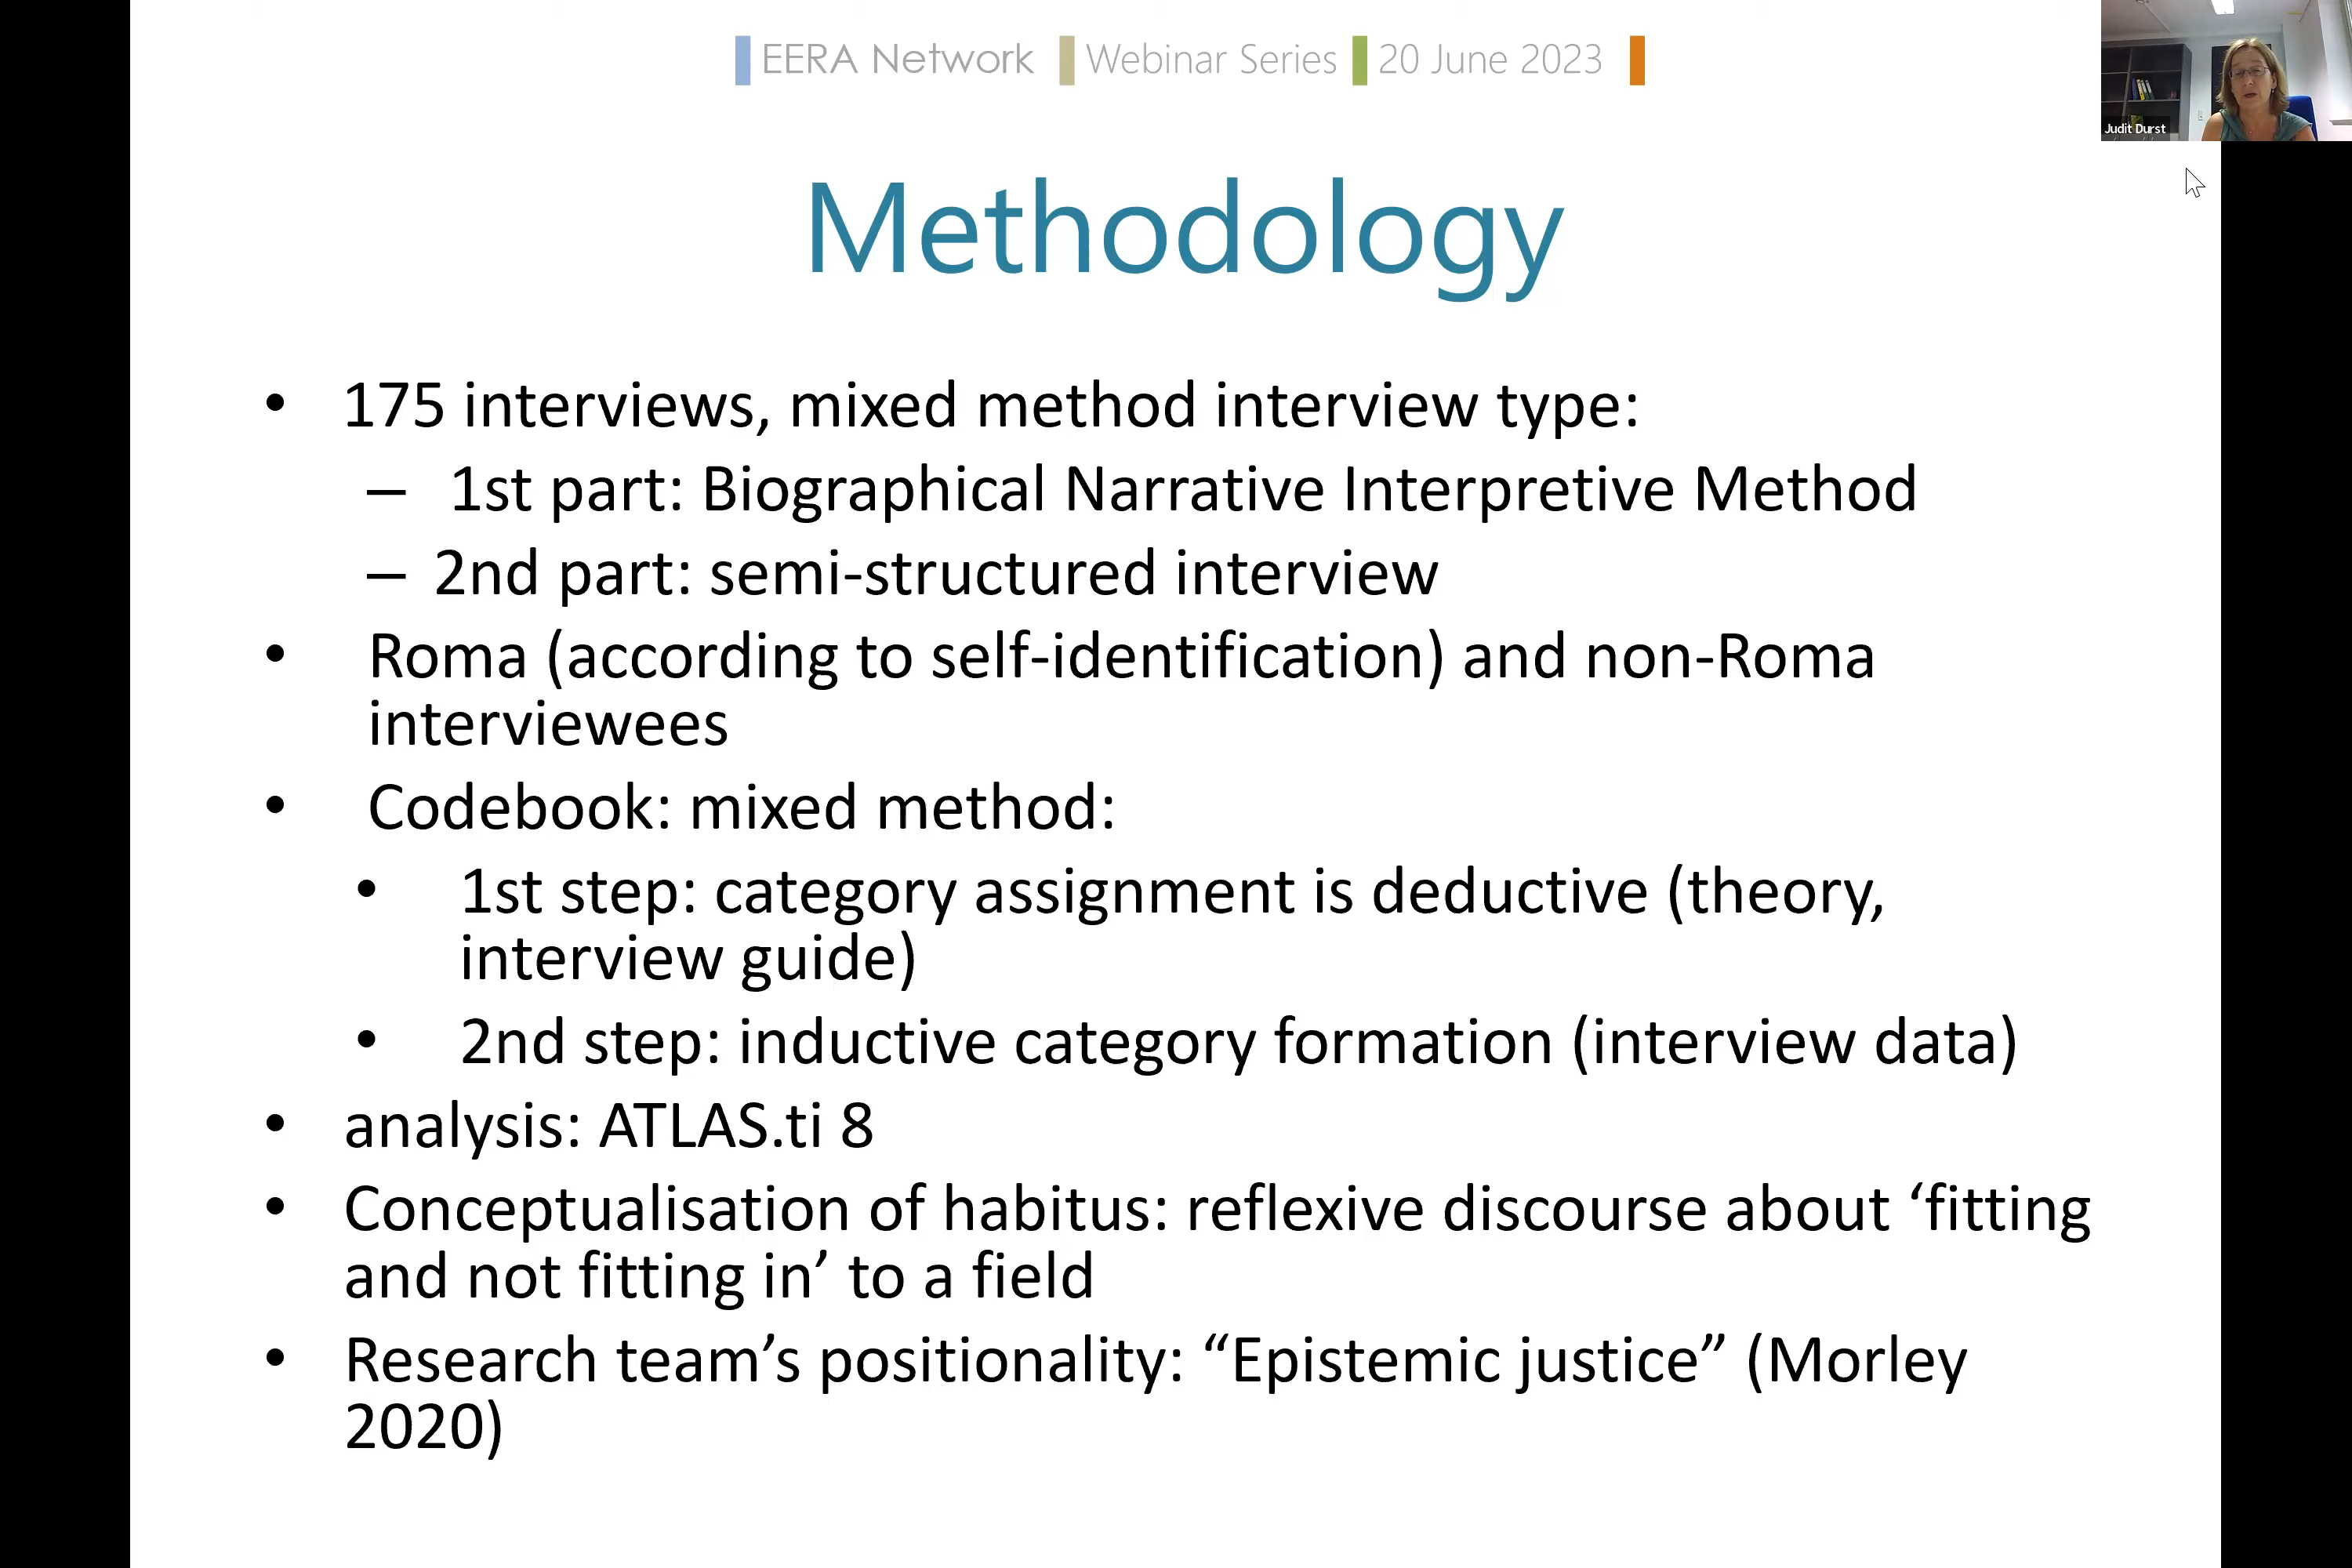 EERA Network Webinar Series 20 June 2023
Judit Durst
Methodology
• 175 interviews, mixed method interview type:
– 1st part: Biographical Narrative Interpretive Method
– 2nd part: semi-structured interview
• Roma (according to self-identification) and non-Roma
interviewees
• Codebook: mixed method:
• 1st step: category assignment is deductive (theory,
interview guide)
• 2nd step: inductive category formation (interview data)
• analysis: ATLAS.ti 8
• Conceptualisation of habitus: reflexive discourse about ‘fitting
and not fitting in’ to a field
• Research team’s positionality: “Epistemic justice” (Morley
2020)